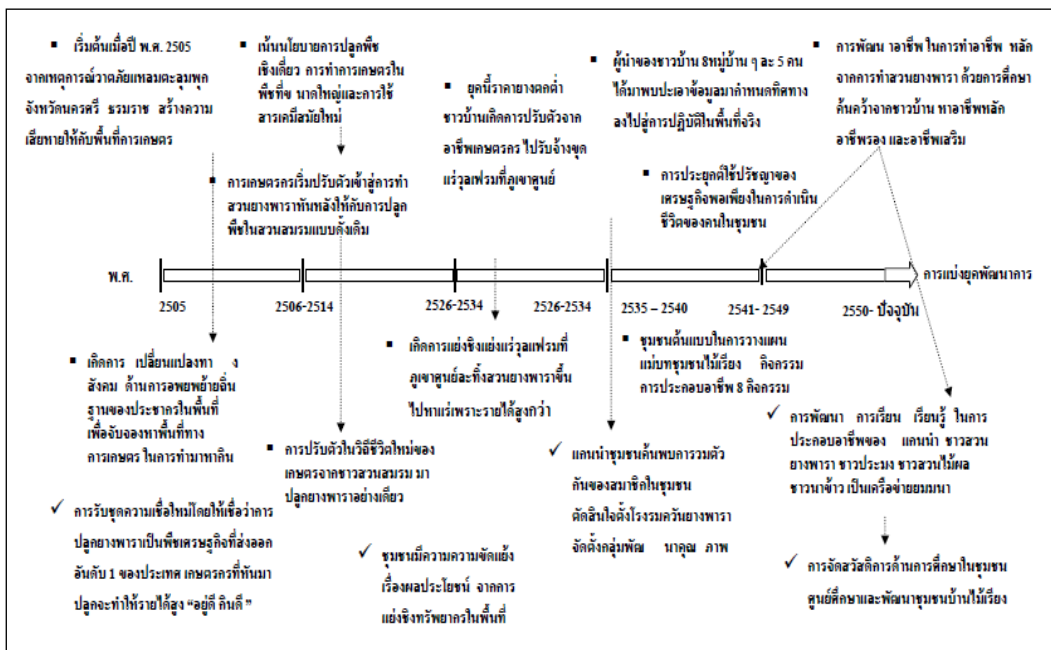 ▪ เริ่มต้นเมื่อปี พ.ศ. 2505
จากเหตุการณ์วาตภัยแหลมตะลุมพุก
จังหวัดนครศรี ธรรมราช สร้างความ
เสียหายให้กับพื้นที่การเกษตร
▪ เน้นนโยบายการปลูกพืช
เชิงเดี่ยว การทำการเกษตรใน
พืชที่ข นาดใหญ่และการใช้
สารเคมีสมัยใหม่
▪ การเกษตรกรเริ่มปรับตัวเข้าสู่การทำ
สวนยางพาราหันหลังให้กับการปลูก
พืชในสวนสมรมแบบดั้งเดิม
▪ ยุคนี้ราคายางตกต่ำ
ชาวบ้านเกิดการปรับตัวจาก
อาชีพเกษตรกร ไปรับจ้างขุด
แร่วุลเฟรมที่ภูเขาศูนย์
▪ ผู้นำของชาวบ้าน 8หมู่บ้าน ๆ ละ 5 คน
ได้มาพบปะเอาข้อมูลมากำหนดทิศทาง
ลงไปสู่การปฏิบัติในพื้นที่จริง
▪ การประยุกต์ใช้ปรัชญาของ
เศรษฐกิจพอเพียงในการดำเนิน
ชีวิตของคนในชุมชน
▪ การพัฒน าอาชีพ ในการทำอาชีพ หลัก
จากการทำสวนยางพารา ด้วยการศึกษา
ค้นคว้าจากชาวบ้าน หาอาชีพหลัก
อาชีพรอง และอาชีพเสริม
พ.ศ.
การแบ่งยุคพัฒนาการ
2505
2506-2514
2526-2534
2526-2534
2535 – 2540
2541- 2549
2550- ปัจจุบัน
▪ เกิดการ เปลี่ยนแปลงทา ง
สังคม ด้านการอพยพย้ายถิ่น
ฐานของประชากรในพื้นที่
เพื่อจับจองหาพื้นที่ทาง
การเกษตร ในการทำมาหากิน
✓ การรับชุดความเชื่อใหม่โดยให้เชื่อว่าการ
ปลูกยางพาราเป็นพืชเศรษฐกิจที่ส่งออก
อันดับ 1 ของประเทศ เกษตรกรที่หันมา
ปลูกจะทำให้รายได้สูง “อยู่ดี กินดี ”
▪ การปรับตัวในวิถีชีวิตใหม่ของ
เกษตรจากชาวสวนสมรม มา
ปลูกยางพาราอย่างเดียว
▪ เกิดการแย่งชิงแย่งแร่วุลแฟรมที่
ภูเขาศูนย์ละทิ้งสวนยางพาราขึ้น
ไปหาแร่เพราะรายได้สูงกว่า
✓ ชุมชนมีความความขัดแย้ง
เรื่องผลประโยชน์ จากการ
แย่งชิงทรัพยากรในพื้นที่
▪ ชุมชนต้นแบบในการวางแผน
แม่บทชุมชนไม้เรียง กิจกรรม
การประกอบอาชีพ 8 กิจกรรม
✓ แกนนำชุมชนค้นพบการรวมตัว
กันของสมาชิกในชุมชน
ตัดสินใจตั้งโรงรมควันยางพารา
จัดตั้งกลุ่มพัฒ นาคุณ ภาพ
✓ การพัฒนา การเรียน เรียนรู้ ในการ
ประกอบอาชีพของ แกนนำ ชาวสวน
ยางพารา ชาวประมง ชาวสวนไม้ผล
ชาวนาข้าว เป็นเครือข่ายยมมนา
✓ การจัดสวัสดิการด้านการศึกษาในชุมชน
ศูนย์ศึกษาและพัฒนาชุมชนบ้านไม้เรียง